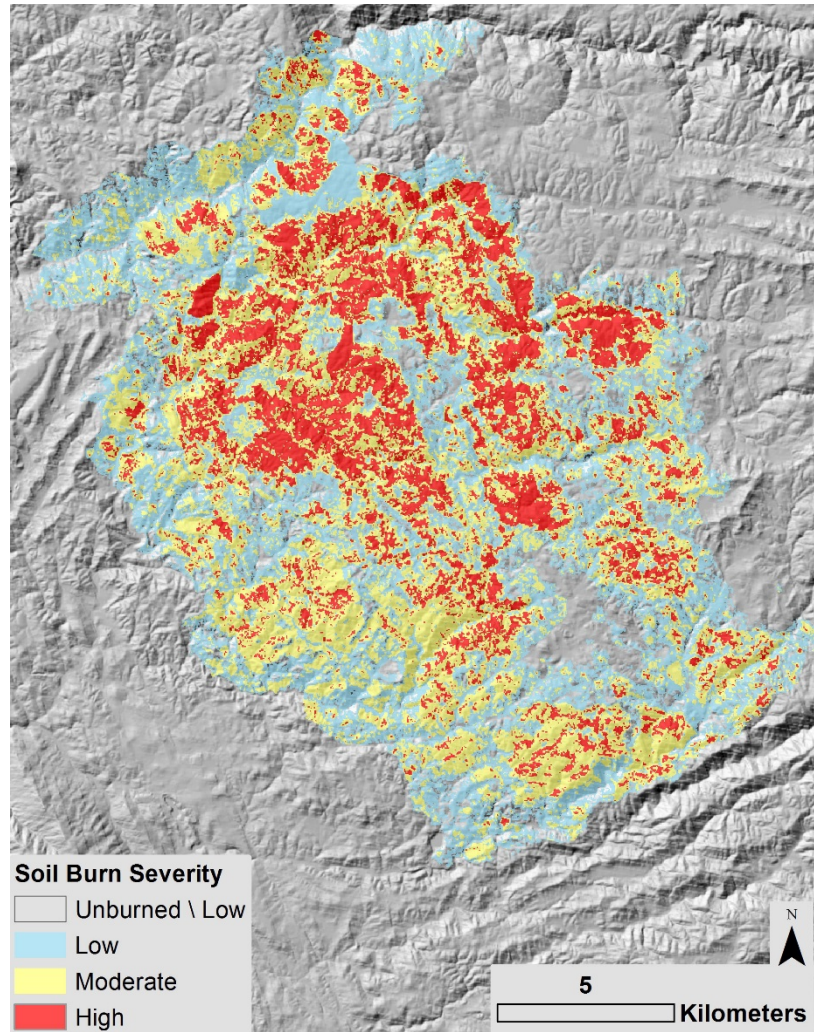 Soil Burn Severity
Unburned \ Low
Low
Moderate
High
N
5
Kilometers